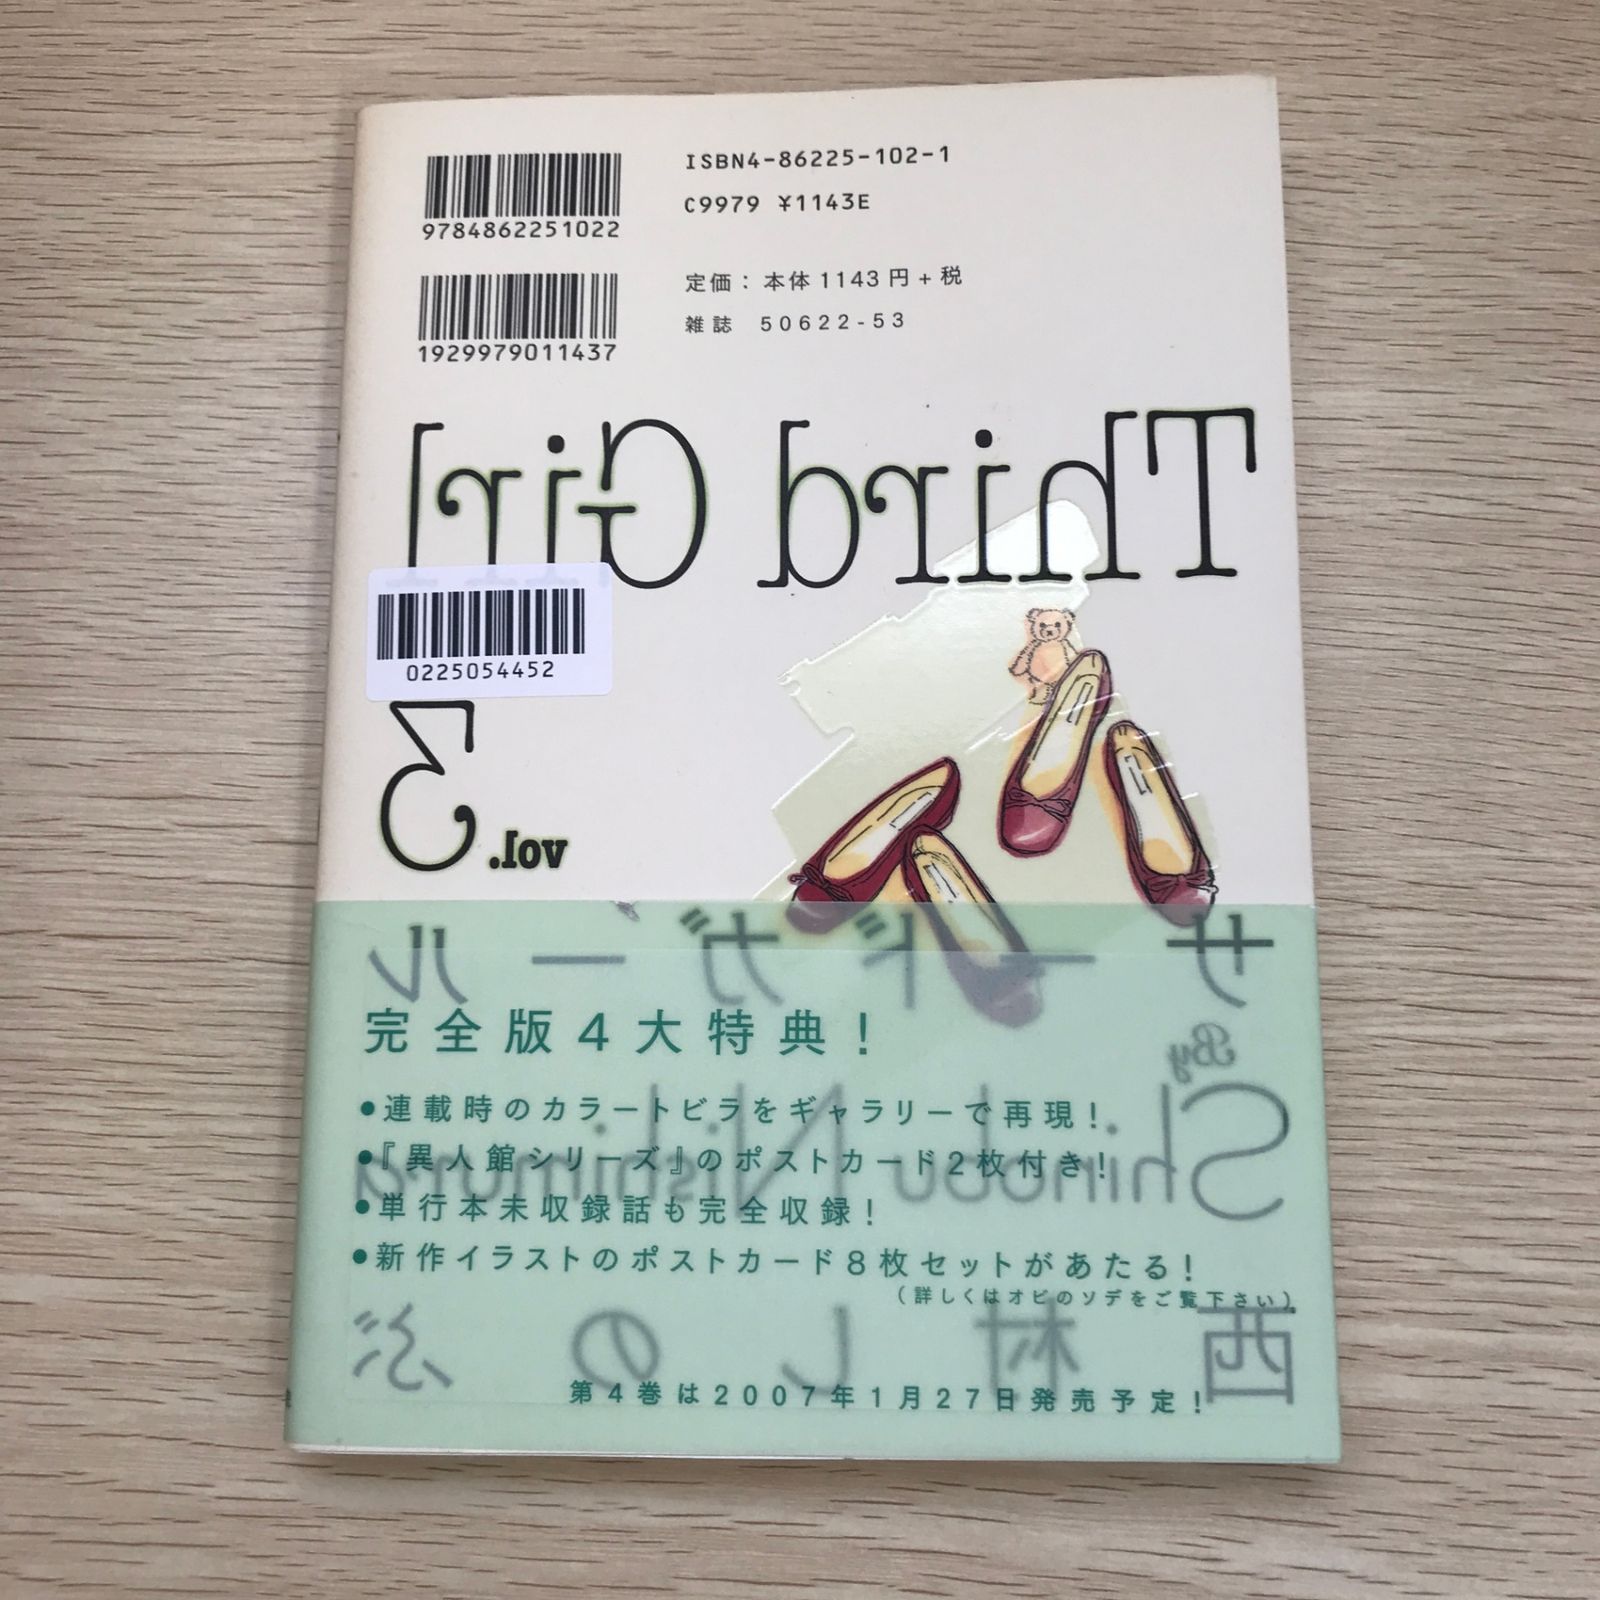 ISBN4-86225-102-1
9784862251022
C9979 ¥1143E
定価：本体1143円+税
1929979011437
雑誌 50622-53
Third Girl
0225054452
3
vol.
サードガール
完全版4大特典！
By
●連載時のカラートビラをギャラリーで再現！
Shinobu Nishimura
●『異人館シリーズ』のポストカード2枚付き！
●単行本未収録話も完全収録！
●新作イラストのポストカード8枚セットがあたる！
（詳しくはオビのソデをご覧下さい）
西村しのぶ
第4巻は2007年1月27日発売予定！